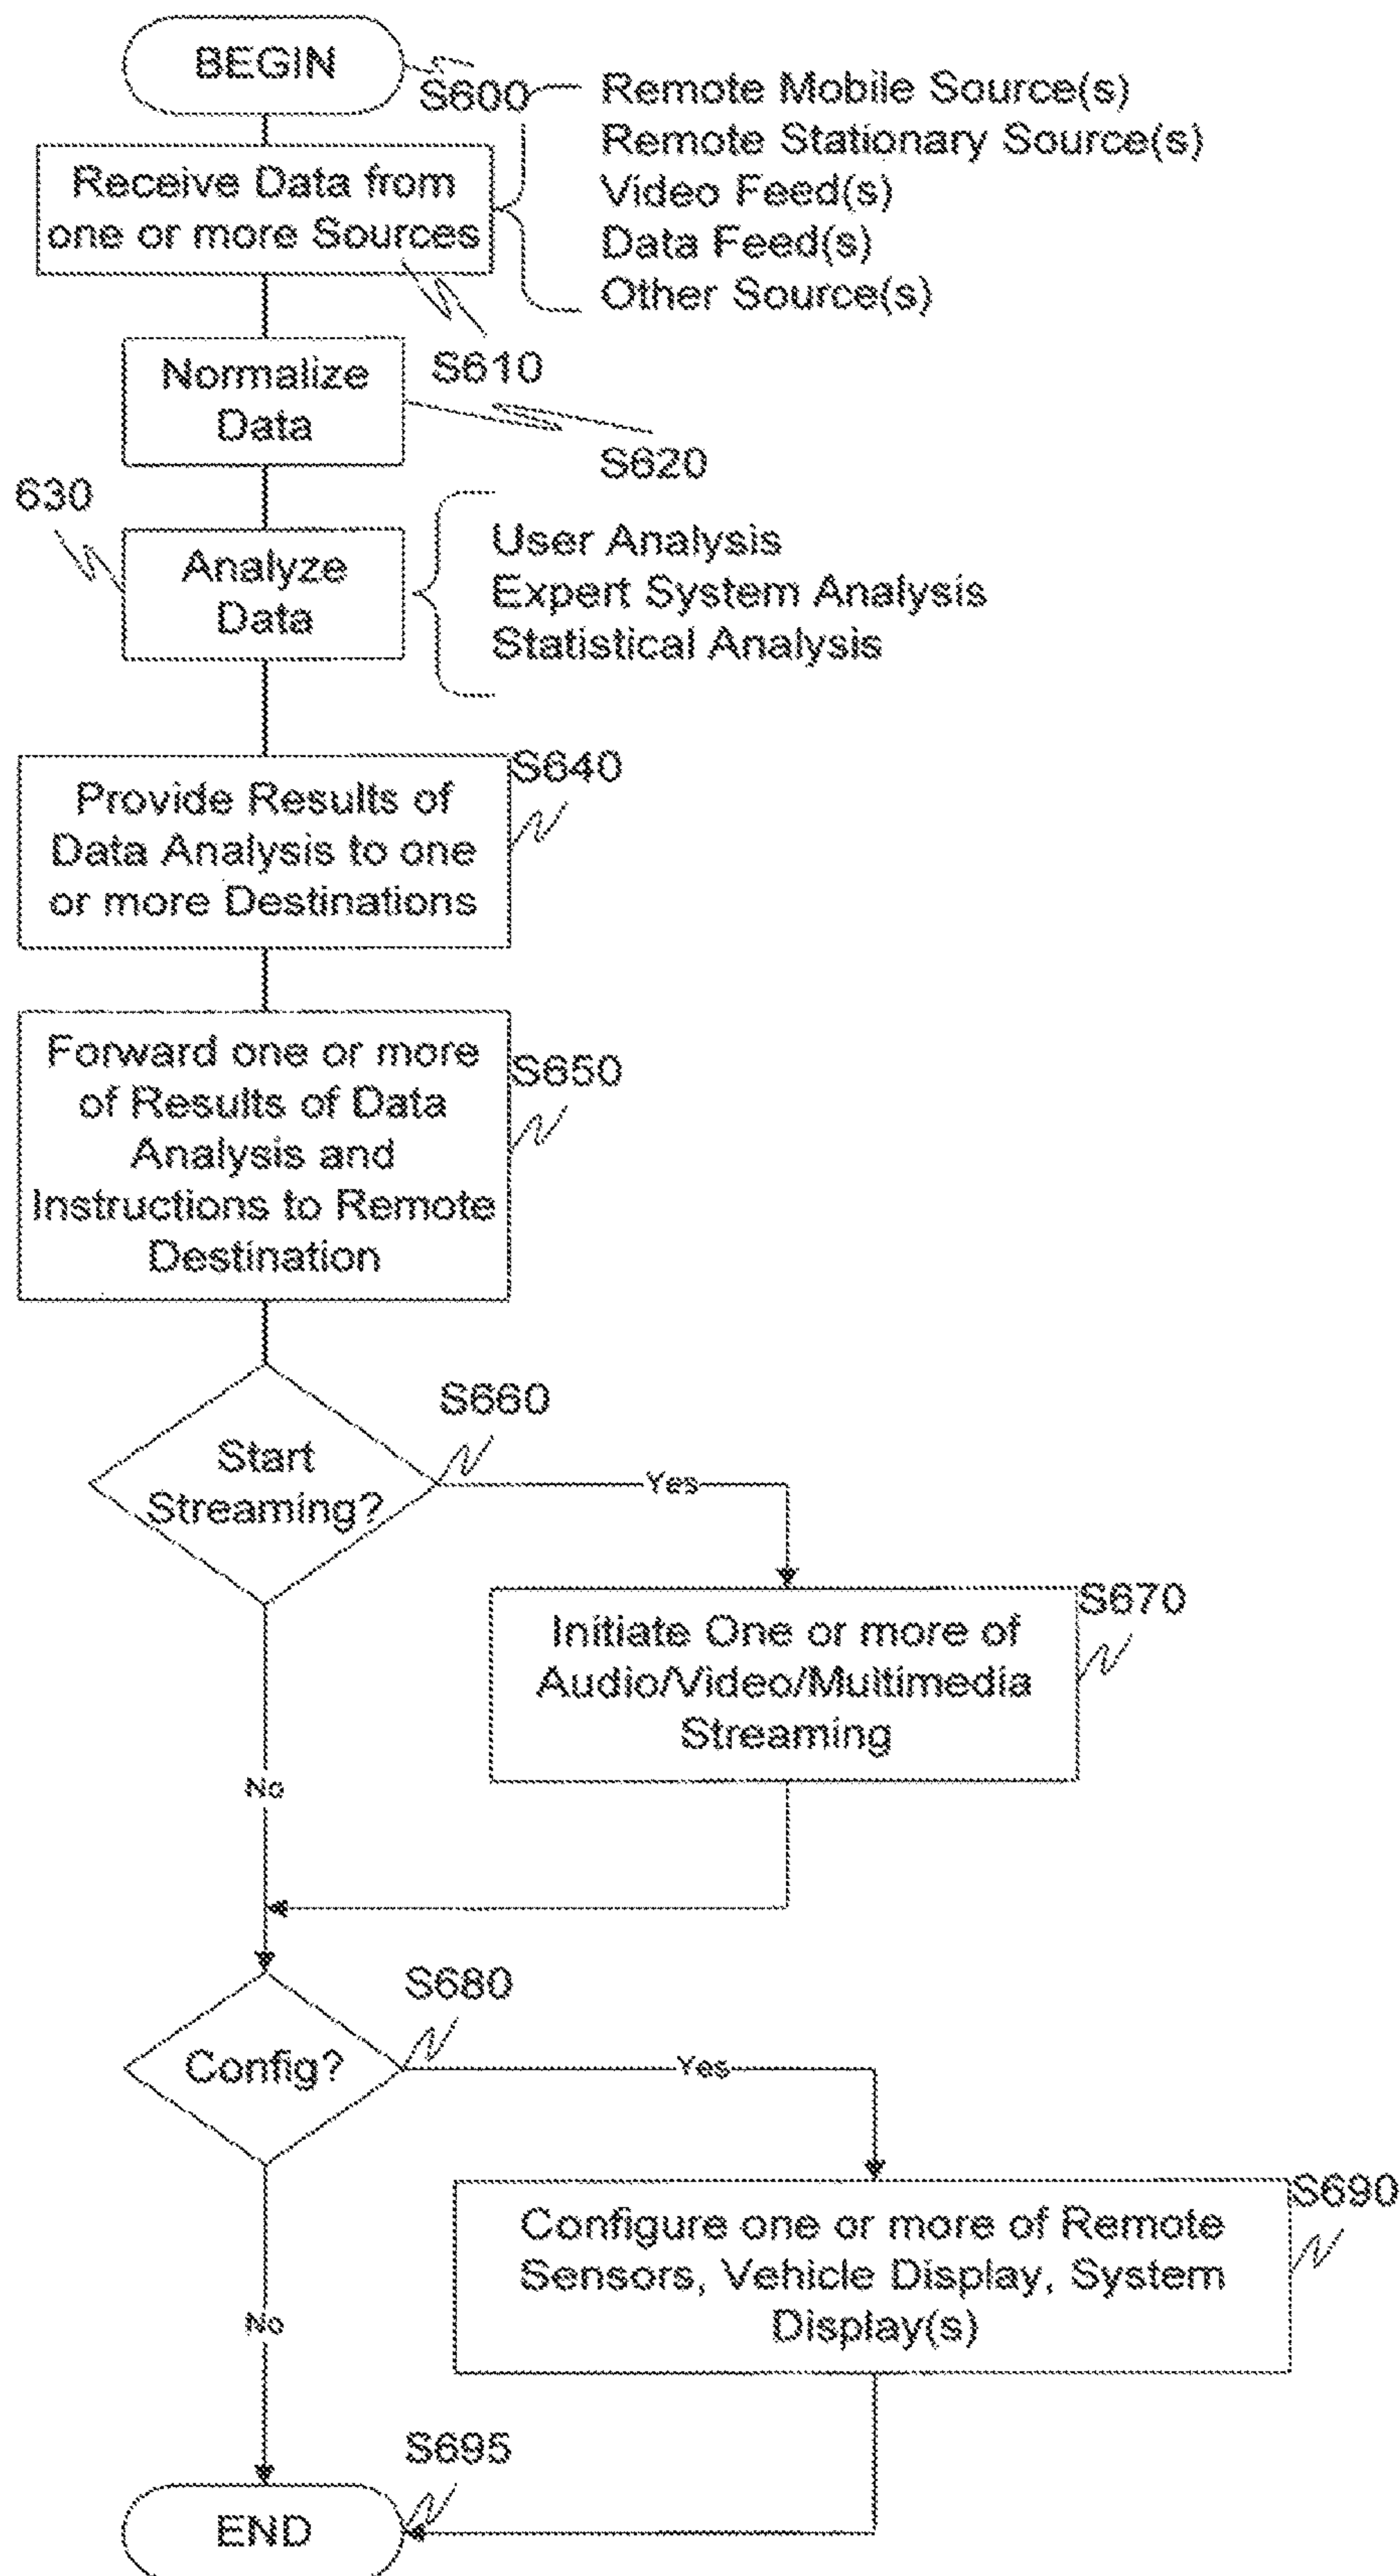 BEGIN
S600
Remote Mobile Source(s)
Remote Stationary Source(s)
Video Feed(s)
Data Feed(s)
Other Source(s)
Receive Data from
one or more Sources
S610
Normalize
Data
S620
630
Analyze
Data
User Analysis
Expert System Analysis
Statistical Analysis
S640
Provide Results of
Data Analysis to one
or more Destinations
S650
Forward one or more
of Results of Data
Analysis and
Instructions to Remote
Destination
S660
Start
Streaming?
Yes
S670
Initiate One or more of
Audio/Video/Multimedia
Streaming
No
S680
Config?
Yes
S690
Configure one or more of Remote
Sensors, Vehicle Display, System
Display(s)
No
S695
END